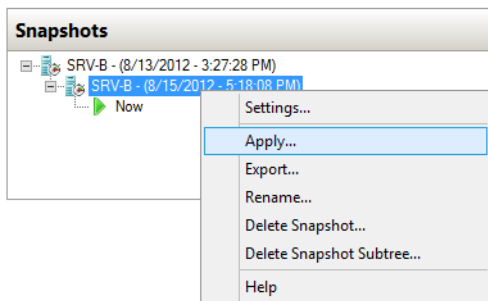 Snapshots
SRV-B - (8/13/2012 - 3:27:28 PM)
SRV-B - (8/15/2012 - 5:18:08 PM)
Now
Settings...
Apply...
Export...
Rename...
Delete Snapshot...
Delete Snapshot Subtree...
Help